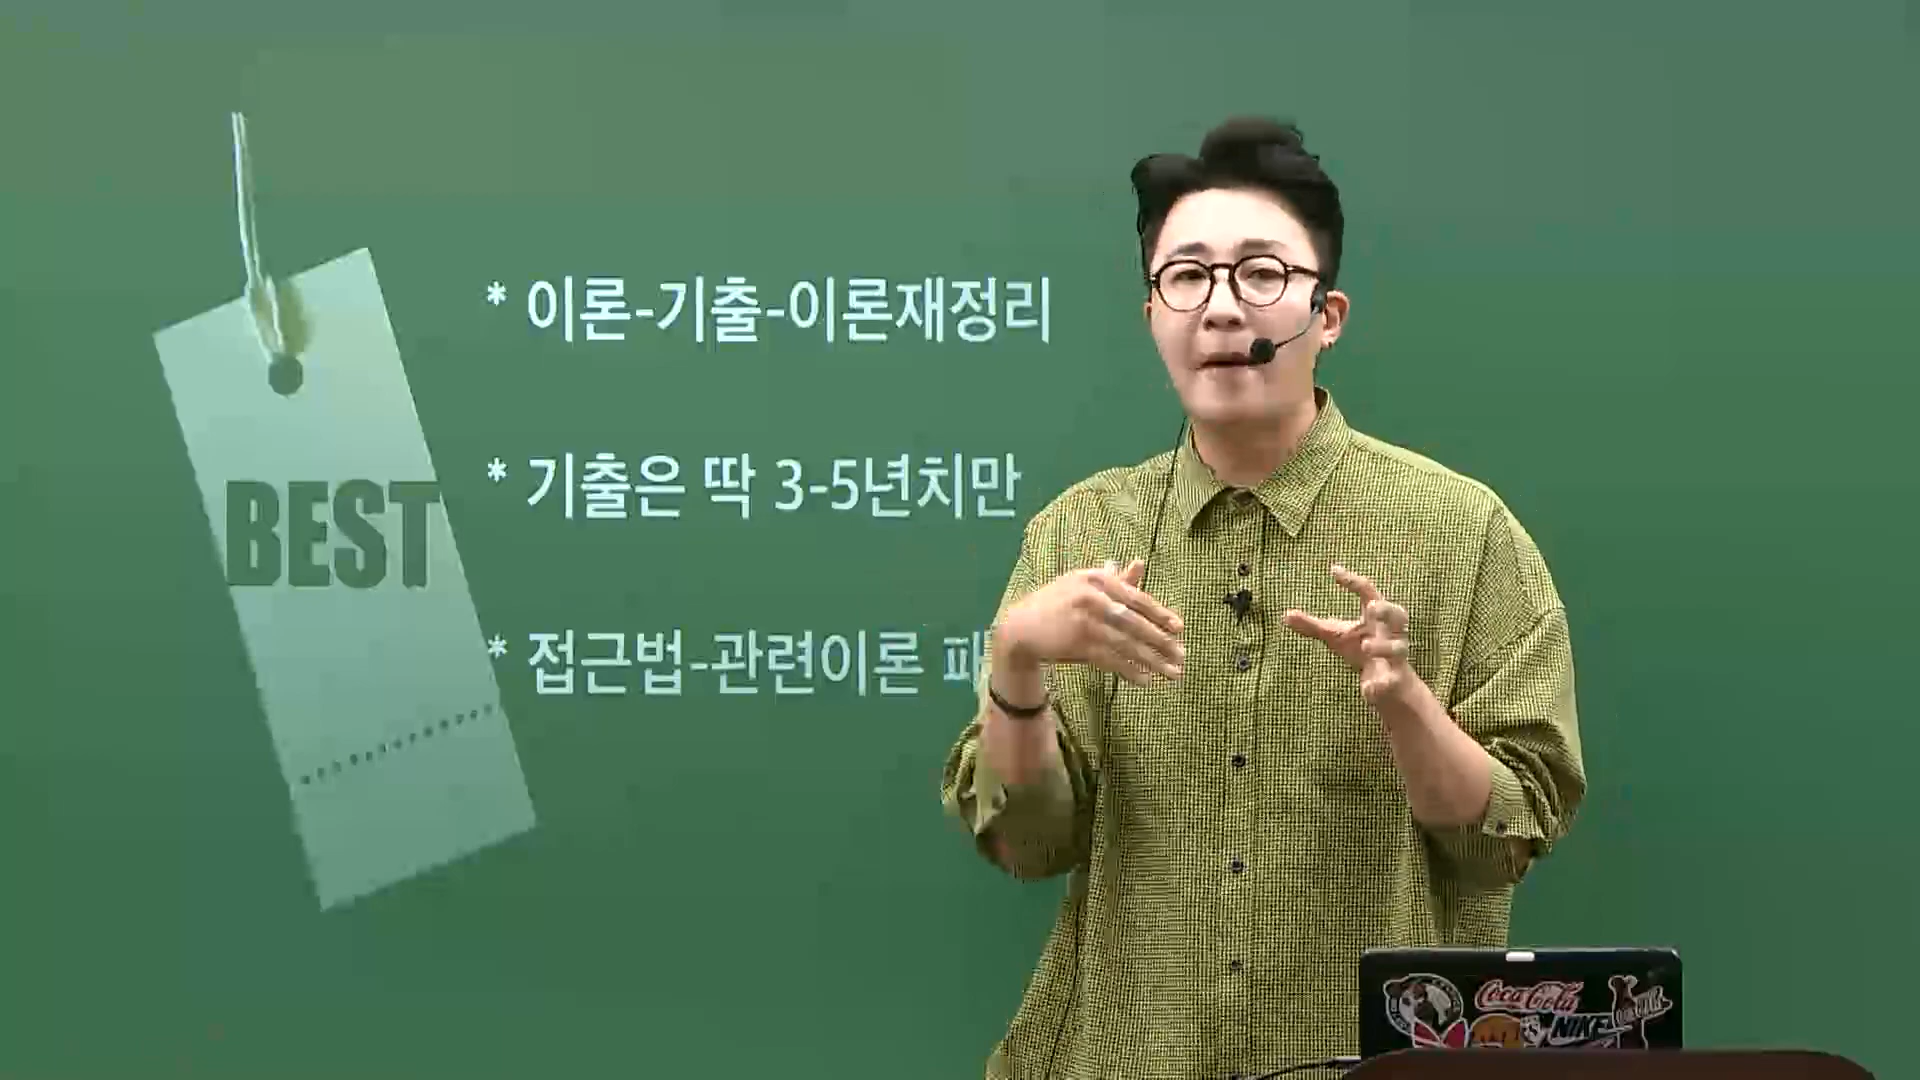 * 이론-기출-이론재정리
BEST
* 기출은 딱 3-5년치만
* 접근법-관련이론
Coca-Cola
NIKE